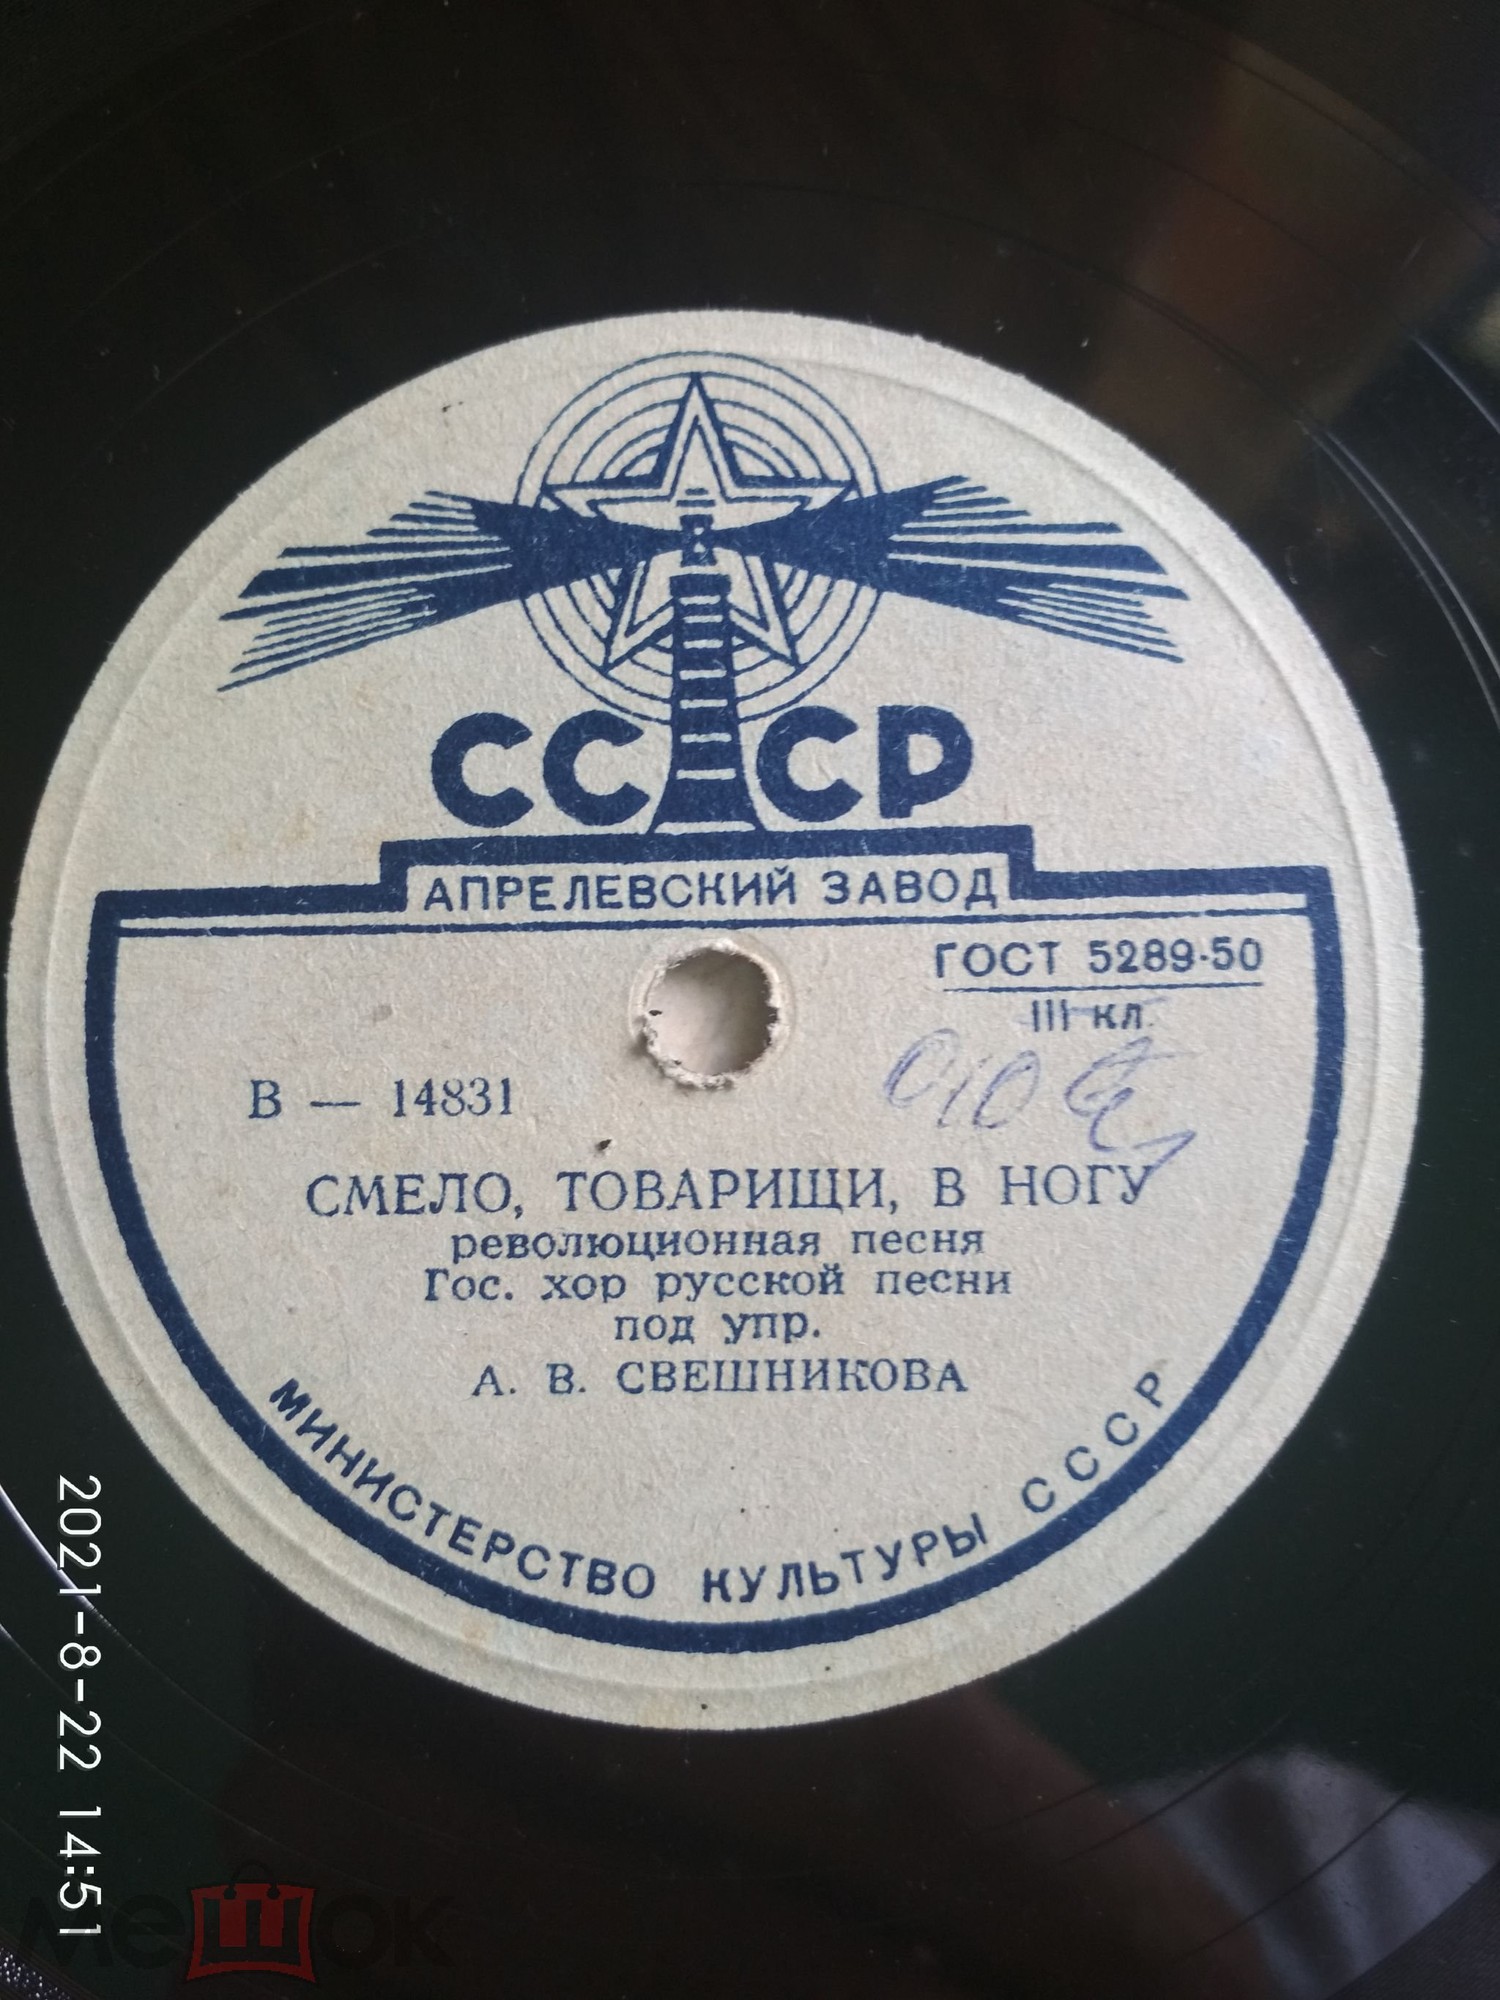 СССР
АПРЕЛЕВСКИЙ ЗАВОД
ГОСТ 5289-50
III кл.
В — 14831
СМЕЛО, ТОВАРИЩИ, В НОГУ
революционная песня
Гос. хор русской песни
под упр.
А. В. СВЕШНИКОВА
МИНИСТЕРСТВО КУЛЬТУРЫ СССР
2021-8-22 14:51
мешок